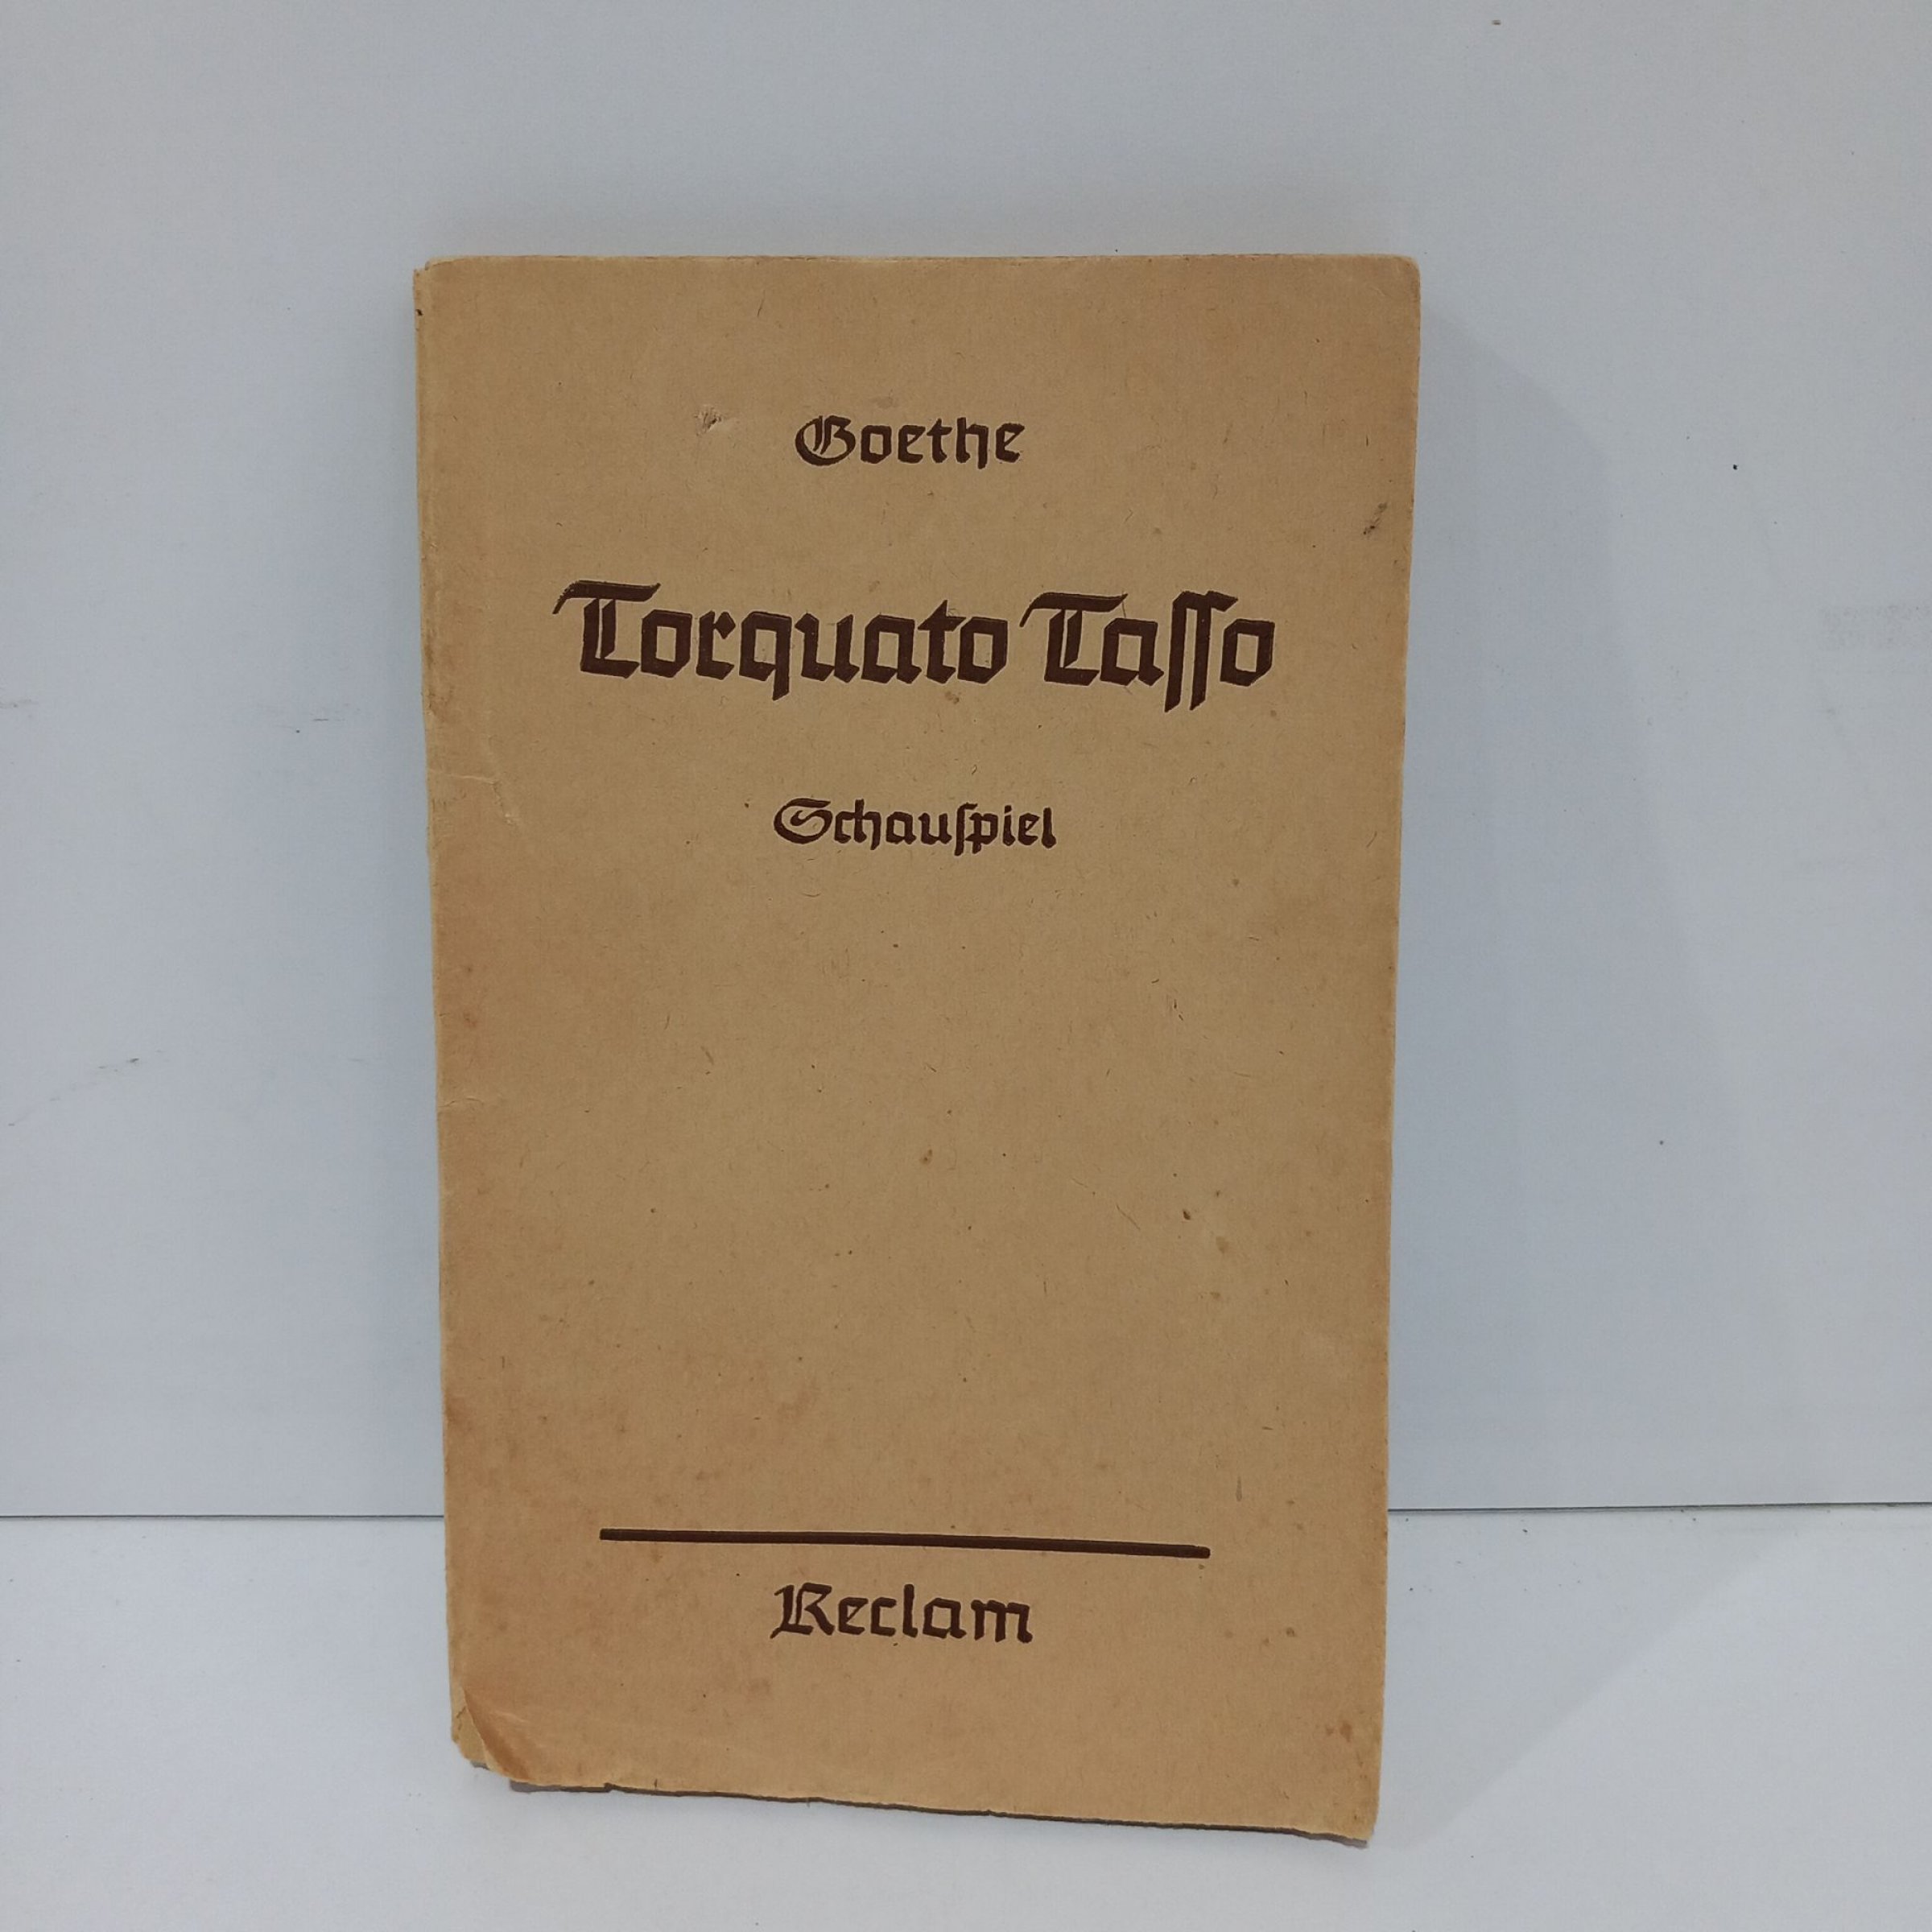 Goethe
Torquato Taſſo
Schauſpiel
Reclam